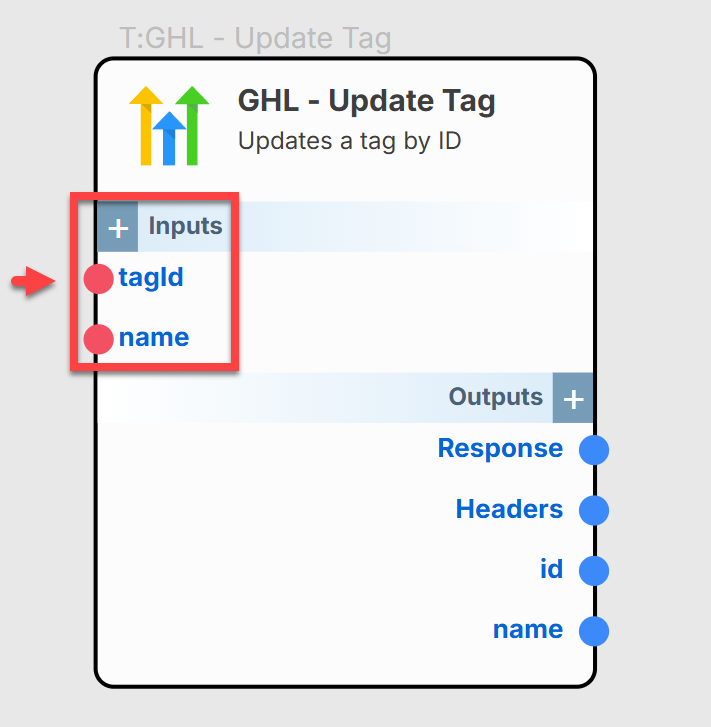 T:GHL - Update Tag
GHL - Update Tag
Updates a tag by ID
+ Inputs
tagId
name
Outputs +
Response
Headers
id
name